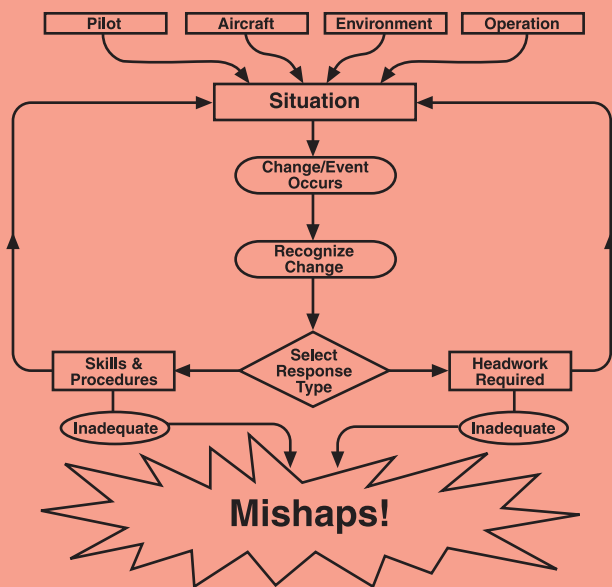 Pilot
Aircraft
Environment
Operation
Situation
Change/Event
Occurs
Recognize
Change
Select
Response
Type
Skills &
Procedures
Headwork
Required
Inadequate
Inadequate
Mishaps!